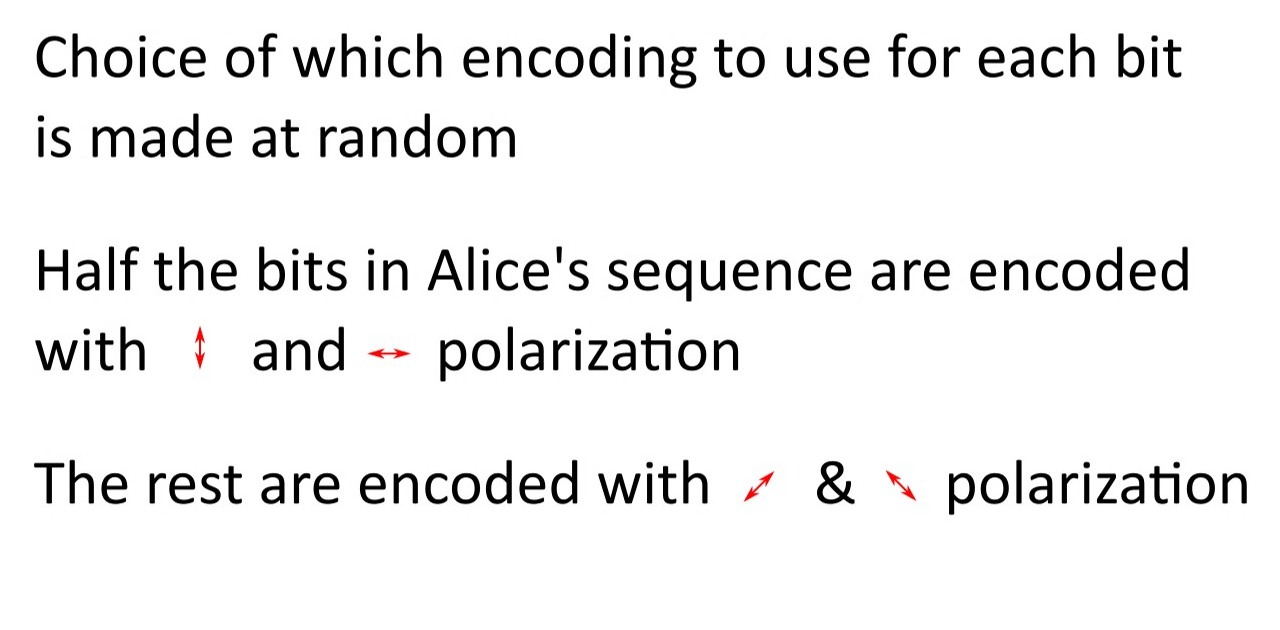 Choice of which encoding to use for each bit
is made at random
Half the bits in Alice's sequence are encoded
with ↕ and ↔ polarization
The rest are encoded with ⤢ & ⤡ polarization